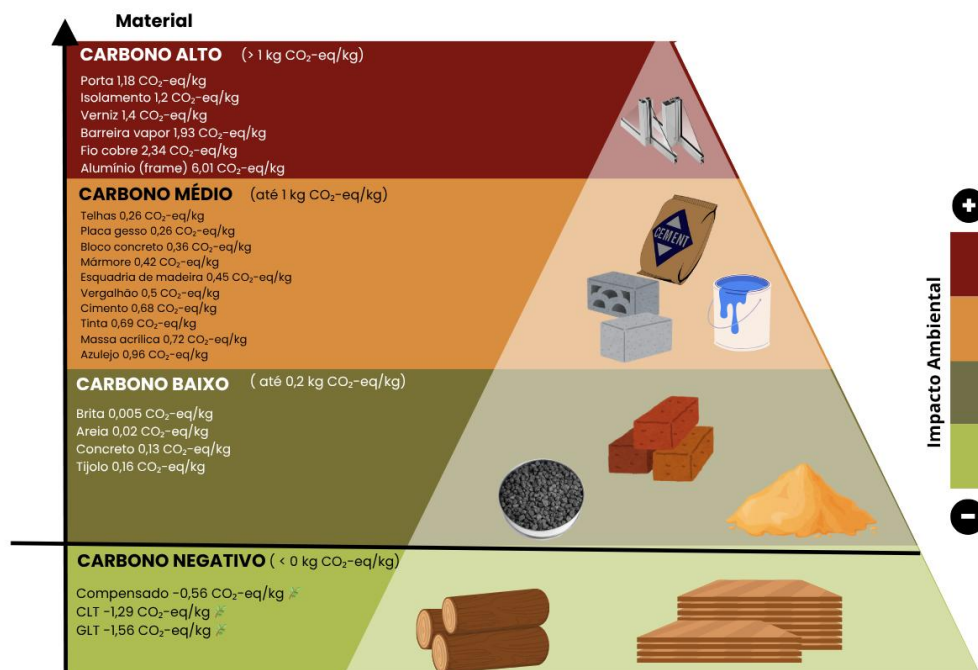 Material
CARBONO ALTO (> 1 kg CO₂-eq/kg)
Porta 1,18 CO₂-eq/kg
Isolamento 1,2 CO₂-eq/kg
Verniz 1,4 CO₂-eq/kg
Barreira vapor 1,93 CO₂-eq/kg
Fio cobre 2,34 CO₂-eq/kg
Alumínio (frame) 6,01 CO₂-eq/kg
CARBONO MÉDIO (até 1 kg CO₂-eq/kg)
Telhas 0,26 CO₂-eq/kg
Placa gesso 0,26 CO₂-eq/kg
Bloco concreto 0,36 CO₂-eq/kg
Mármore 0,42 CO₂-eq/kg
Esquadria de madeira 0,45 CO₂-eq/kg
Vergalhão 0,5 CO₂-eq/kg
Cimento 0,68 CO₂-eq/kg
Tinta 0,69 CO₂-eq/kg
Massa acrílica 0,72 CO₂-eq/kg
Azulejo 0,96 CO₂-eq/kg
CEMENT
CARBONO BAIXO ( até 0,2 kg CO₂-eq/kg)
Brita 0,005 CO₂-eq/kg
Areia 0,02 CO₂-eq/kg
Concreto 0,13 CO₂-eq/kg
Tijolo 0,16 CO₂-eq/kg
CARBONO NEGATIVO ( < 0 kg CO₂-eq/kg)
Compensado -0,56 CO₂-eq/kg
CLT -1,29 CO₂-eq/kg
GLT -1,56 CO₂-eq/kg
+
Impacto Ambiental
-